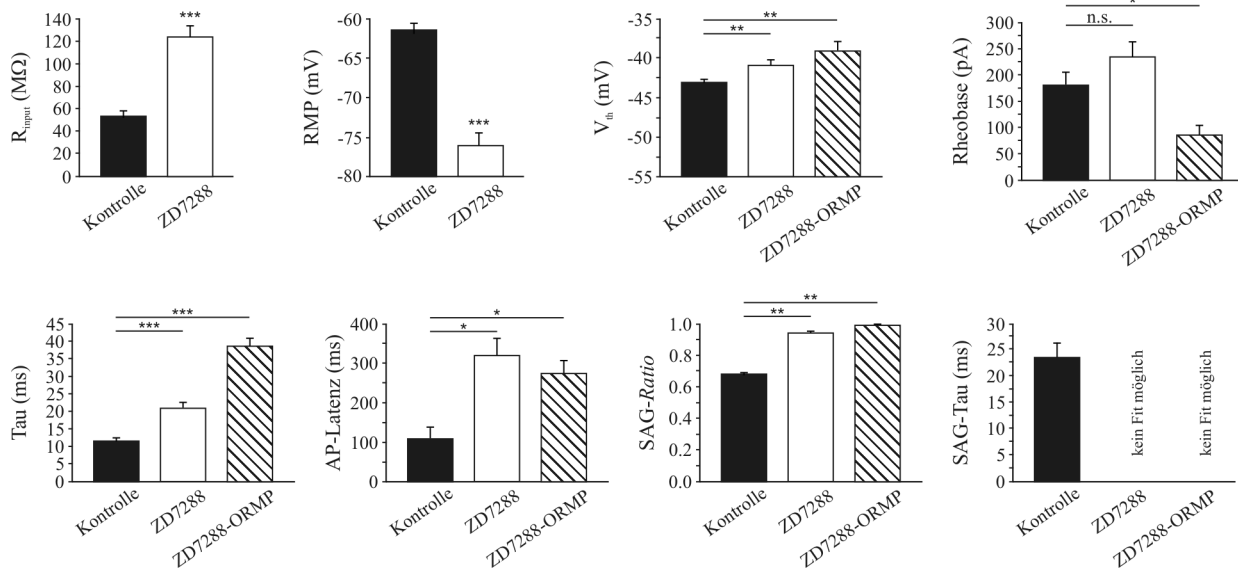 R_input (MΩ)
140
120
100
80
60
40
20
0
***
Kontrolle
ZD7288
RMP (mV)
-60
-65
-70
-75
-80
***
Kontrolle
ZD7288
V_th (mV)
-35
-40
-45
-50
-55
**
**
Kontrolle
ZD7288
ZD7288-ORMP
Rheobase (pA)
300
250
200
150
100
50
0
*
n.s.
Kontrolle
ZD7288
ZD7288-ORMP
Tau (ms)
45
40
35
30
25
20
15
10
5
0
***
***
Kontrolle
ZD7288
ZD7288-ORMP
AP-Latenz (ms)
400
300
200
100
0
*
*
Kontrolle
ZD7288
ZD7288-ORMP
SAG-Ratio
1.0
0.8
0.6
0.4
0.2
0.0
**
**
Kontrolle
ZD7288
ZD7288-ORMP
SAG-Tau (ms)
30
25
20
15
10
5
0
kein Fit möglich
kein Fit möglich
Kontrolle
ZD7288
ZD7288-ORMP